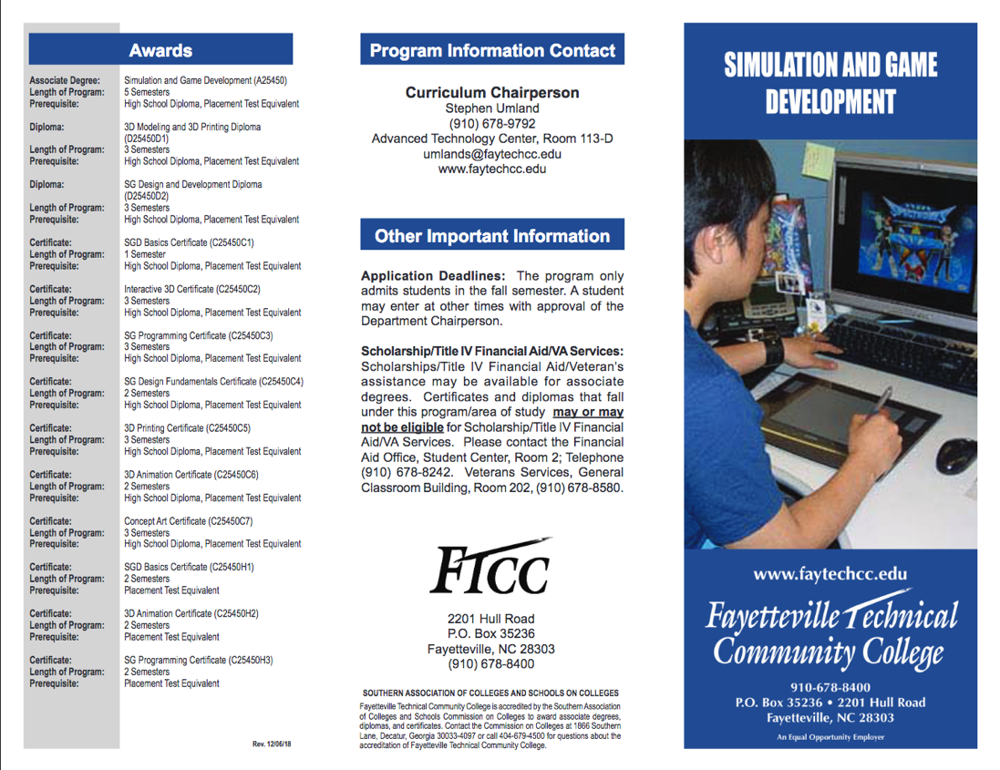 Awards
Associate Degree: Simulation and Game Development (A25450)
Length of Program: 5 Semesters
Prerequisite: High School Diploma, Placement Test Equivalent
Diploma: 3D Modeling and 3D Printing Diploma
(D25450D1)
Length of Program: 3 Semesters
Prerequisite: High School Diploma, Placement Test Equivalent
Diploma: SG Design and Development Diploma
(D25450D2)
Length of Program: 3 Semesters
Prerequisite: High School Diploma, Placement Test Equivalent
Certificate: SGD Basics Certificate (C25450C1)
Length of Program: 1 Semester
Prerequisite: High School Diploma, Placement Test Equivalent
Certificate: Interactive 3D Certificate (C25450C2)
Length of Program: 3 Semesters
Prerequisite: High School Diploma, Placement Test Equivalent
Certificate: SG Programming Certificate (C25450C3)
Length of Program: 3 Semesters
Prerequisite: High School Diploma, Placement Test Equivalent
Certificate: SG Design Fundamentals Certificate (C25450C4)
Length of Program: 2 Semesters
Prerequisite: High School Diploma, Placement Test Equivalent
Certificate: 3D Printing Certificate (C25450C5)
Length of Program: 3 Semesters
Prerequisite: High School Diploma, Placement Test Equivalent
Certificate: 3D Animation Certificate (C25450C6)
Length of Program: 2 Semesters
Prerequisite: High School Diploma, Placement Test Equivalent
Certificate: Concept Art Certificate (C25450C7)
Length of Program: 3 Semesters
Prerequisite: High School Diploma, Placement Test Equivalent
Certificate: SGD Basics Certificate (C25450H1)
Length of Program: 2 Semesters
Prerequisite: Placement Test Equivalent
Certificate: 3D Animation Certificate (C25450H2)
Length of Program: 2 Semesters
Prerequisite: Placement Test Equivalent
Certificate: SG Programming Certificate (C25450H3)
Length of Program: 2 Semesters
Prerequisite: Placement Test Equivalent
Rev. 12/06/18
Program Information Contact
Curriculum Chairperson
Stephen Umland
(910) 678-9792
Advanced Technology Center, Room 113-D
umlands@faytechcc.edu
www.faytechcc.edu
Other Important Information
Application Deadlines: The program only
admits students in the fall semester. A student
may enter at other times with approval of the
Department Chairperson.
Scholarship/Title IV Financial Aid/VA Services:
Scholarships/Title IV Financial Aid/Veteran's
assistance may be available for associate
degrees. Certificates and diplomas that fall
under this program/area of study may or may
not be eligible for Scholarship/Title IV Financial
Aid/VA Services. Please contact the Financial
Aid Office, Student Center, Room 2; Telephone
(910) 678-8242. Veterans Services, General
Classroom Building, Room 202, (910) 678-8580.
FTCC
2201 Hull Road
P.O. Box 35236
Fayetteville, NC 28303
(910) 678-8400
SOUTHERN ASSOCIATION OF COLLEGES AND SCHOOLS ON COLLEGES
Fayetteville Technical Community College is accredited by the Southern Association
of Colleges and Schools Commission on Colleges to award associate degrees,
diplomas, and certificates. Contact the Commission on Colleges at 1866 Southern
Lane, Decatur, Georgia 30033-4097 or call 404-679-4500 for questions about the
accreditation of Fayetteville Technical Community College.
SIMULATION AND GAME
DEVELOPMENT
www.faytechcc.edu
Fayetteville Technical
Community College
910-678-8400
P.O. Box 35236 • 2201 Hull Road
Fayetteville, NC 28303
An Equal Opportunity Employer